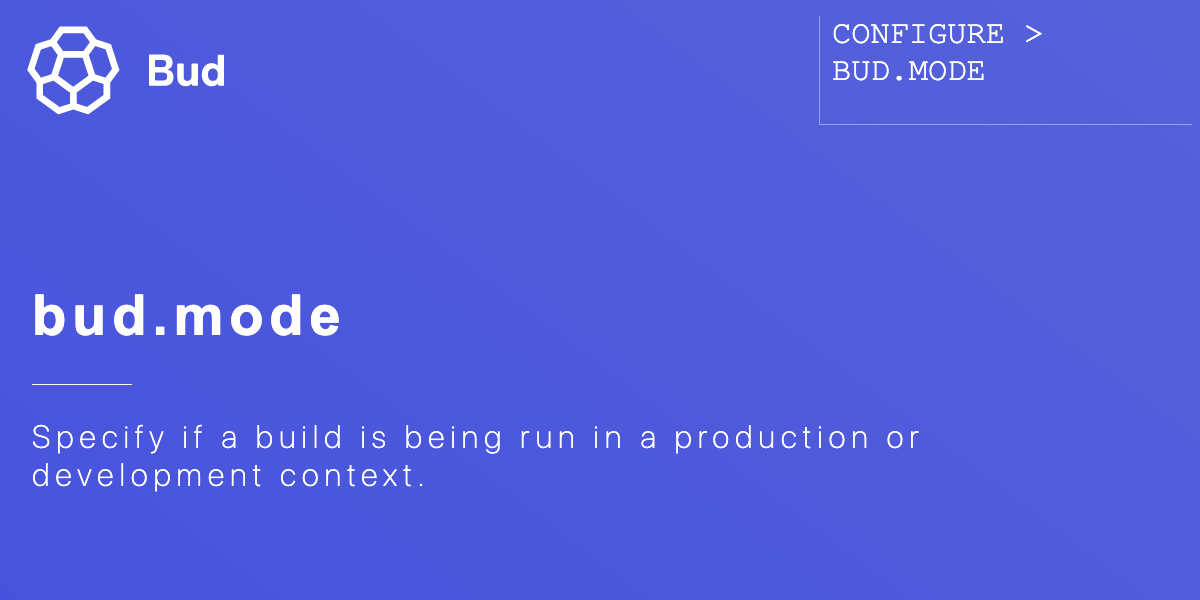 Bud
CONFIGURE >
BUD.MODE
bud.mode
Specify if a build is being run in a production or
development context.